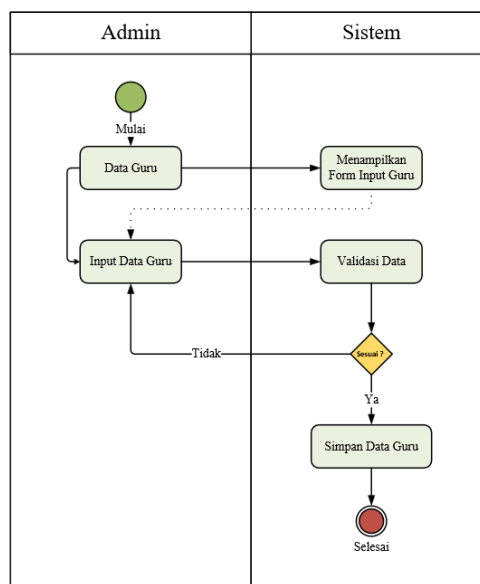 Admin
Sistem
Mulai
Data Guru
Menampilkan
Form Input Guru
Input Data Guru
Validasi Data
Sesuai ?
Tidak
Ya
Simpan Data Guru
Selesai